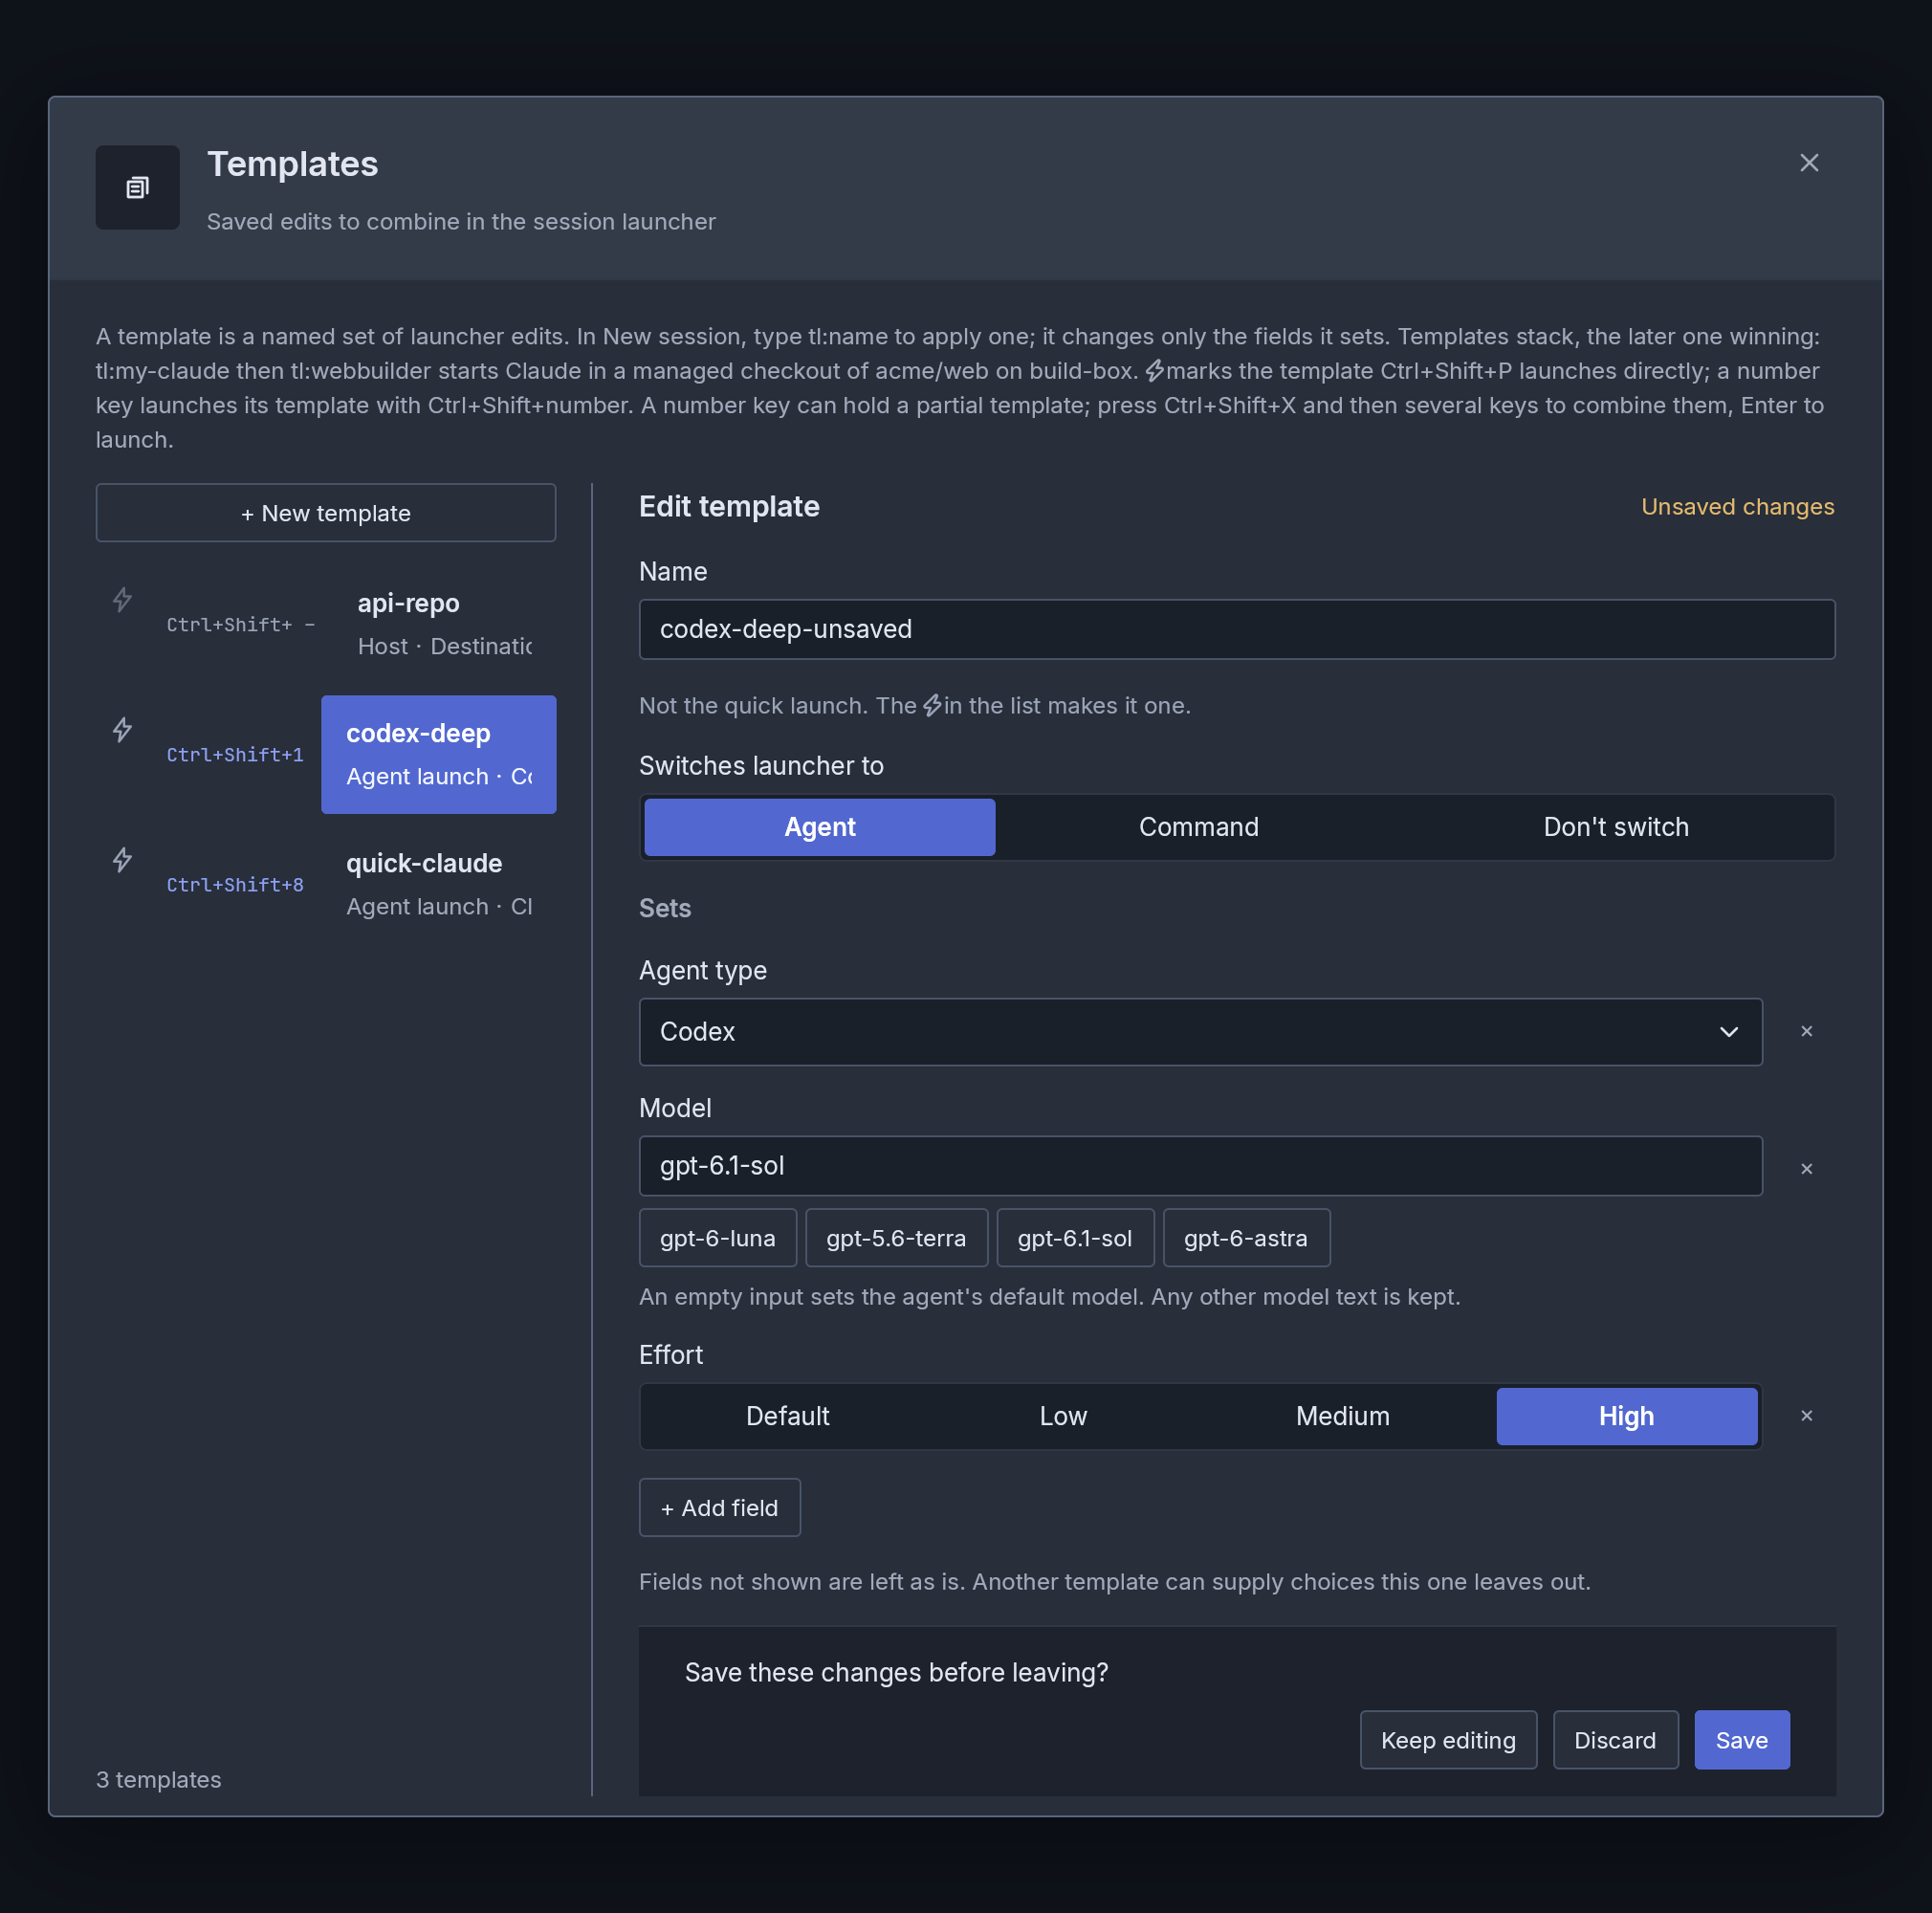 Templates
Saved edits to combine in the session launcher
A template is a named set of launcher edits. In New session, type tl:name to apply one; it changes only the fields it sets. Templates stack, the later one winning:
tl:my-claude then tl:webbuilder starts Claude in a managed checkout of acme/web on build-box. marks the template Ctrl+Shift+P launches directly; a number
key launches its template with Ctrl+Shift+number. A number key can hold a partial template; press Ctrl+Shift+X and then several keys to combine them, Enter to
launch.
+ New template
api-repo
Ctrl+Shift+ –
Host ·
codex-deep
Ctrl+Shift+1
Agent launch ·
quick-claude
Ctrl+Shift+8
Agent launch ·
3 templates
Edit template
Unsaved changes
Name
codex-deep-unsaved
Not the quick launch. The in the list makes it one.
Switches launcher to
Agent Command Don't switch
Sets
Agent type
Codex
×
Model
gpt-6.1-sol
×
gpt-6-luna gpt-5.6-terra gpt-6.1-sol gpt-6-astra
An empty input sets the agent's default model. Any other model text is kept.
Effort
Default Low Medium High
×
+ Add field
Fields not shown are left as is. Another template can supply choices this one leaves out.
Save these changes before leaving?
Keep editing Discard Save